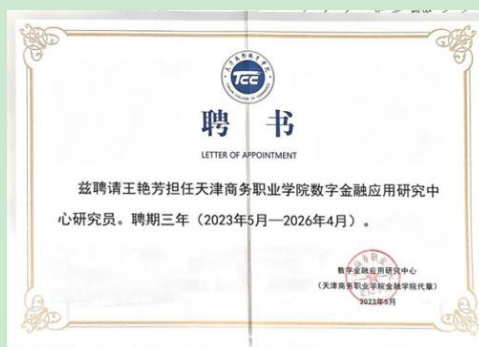 TCC
聘 书
LETTER OF APPOINTMENT
兹聘请王艳芳担任天津商务职业学院数字金融应用研究中
心研究员。聘期三年（2023年5月—2026年4月）。
数字金融应用研究中心
（天津商务职业学院金融学院代章）
2023年5月